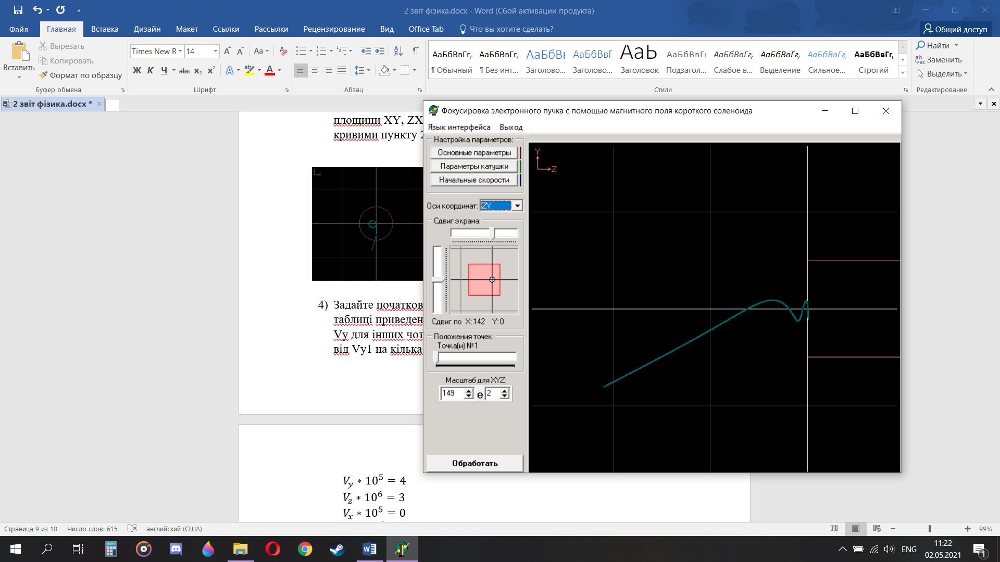 2 звіт фізика.docx - Word (Сбой активации продукта)
Файл
Главная
Вставка
Дизайн
Макет
Ссылки
Рассылки
Рецензирование
Вид
Office Tab
Что вы хотите сделать?
Общий доступ
Вставить
Вырезать
Копировать
Формат по образцу
Буфер обмена
Times New R
14
Aa
Ж К Ч abc x₂ x²
Шрифт
Абзац
АаБбВвГг, АаБбВвГг, АаБбВв АаБбВвГ АаЬ АаБбВвГ АаБбВвГг, АаБбВвГг, АаБбВвГг, АаБбВвГг,
¶ Обычный ¶ Без инт... Заголово... Заголово... Заголовок Подзагол... Слабое в... Выделение Сильное... Строгий
Стили
Найти
Заменить
Выделить
Редактирование
2 звіт фізика.docx *
площини XY, ZX
кривими пункту 2
4) Задайте початков
таблиці приведен
Vy для інших чот
від Vy1 на кілька
Фокусировка электронного пучка с помощью магнитного поля короткого соленоида
Язык интерфейса Выход
Настройка параметров:
Основные параметры
Параметры катушки
Начальные скорости
Оси координат: ZY
Сдвиг экрана:
Сдвиг по X:142 Y:0
Положения точек:
Точка(и) №1
Масштаб для XYZ:
149 e 2
Обработать
Y
Z
V_y * 10^5 = 4
V_z * 10^6 = 3
V_x * 10^5 = 0
Страница 9 из 10 Число слов: 615 английский (США)
99%
ENG
11:22
02.05.2021
1